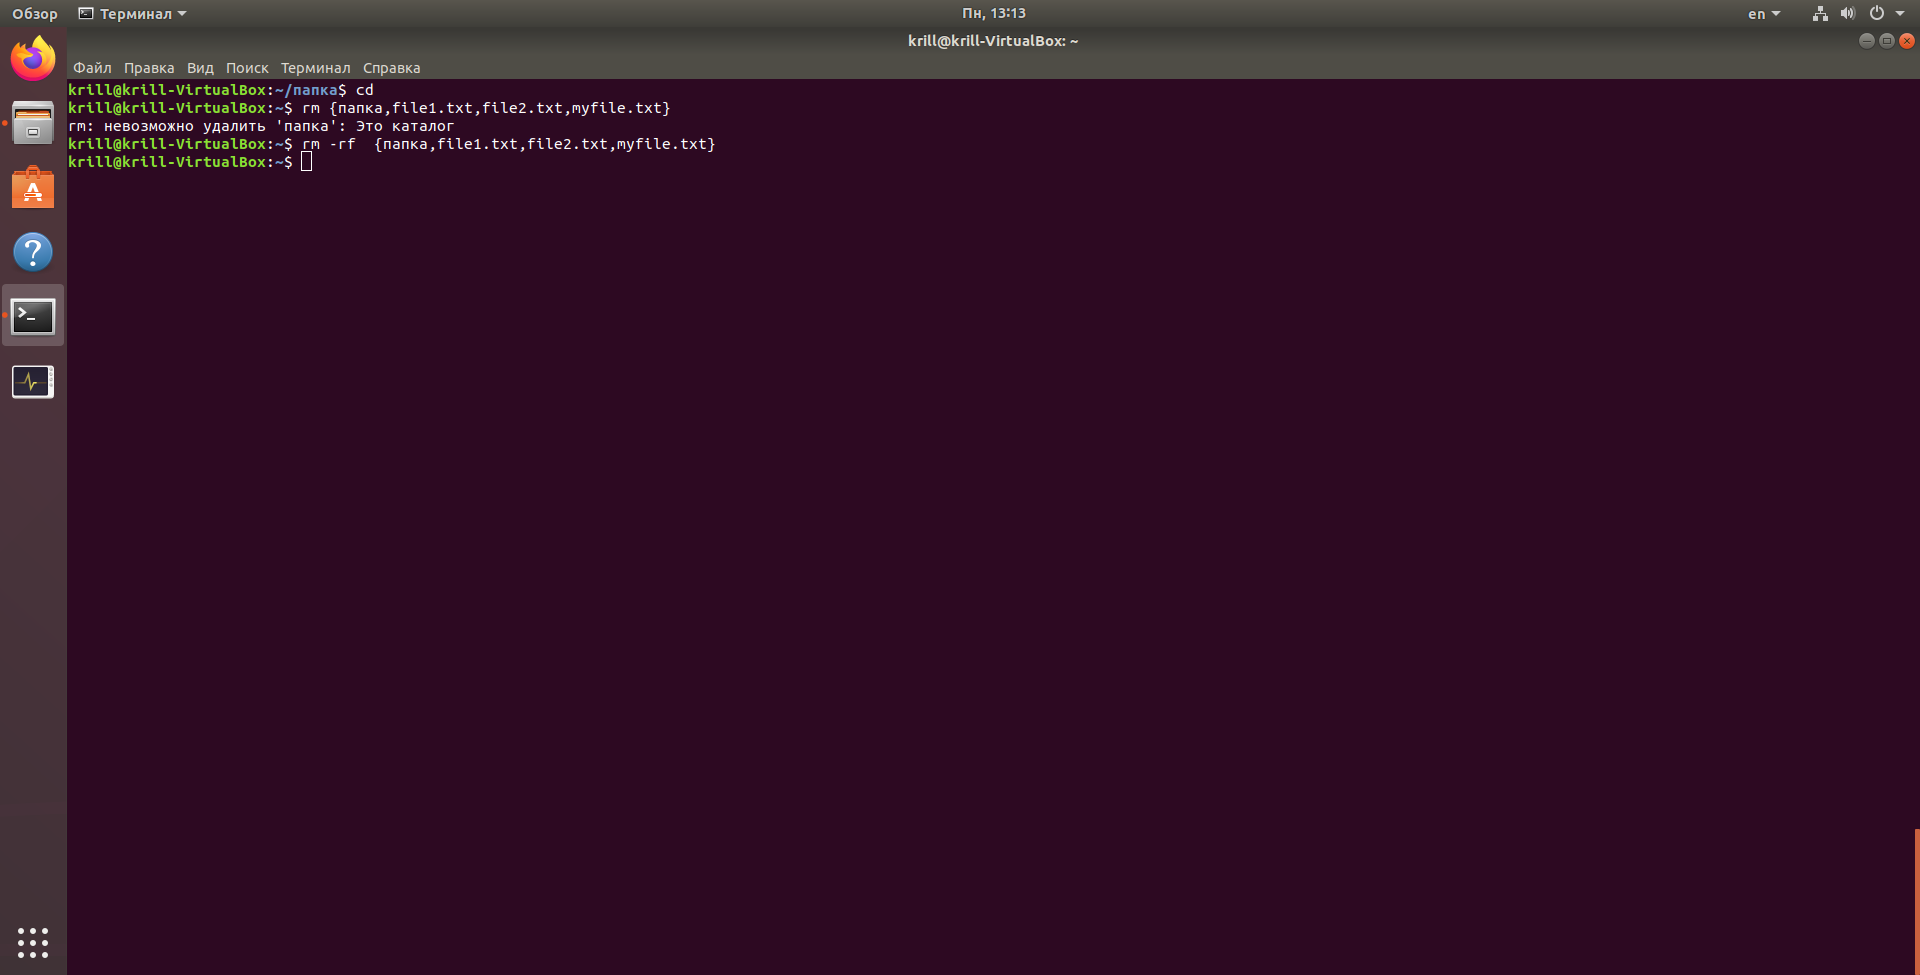 Обзор Терминал Пн, 13:13 en
krill@krill-VirtualBox: ~
Файл Правка Вид Поиск Терминал Справка
krill@krill-VirtualBox:~/папка$ cd
krill@krill-VirtualBox:~$ rm {папка,file1.txt,file2.txt,myfile.txt}
rm: невозможно удалить 'папка': Это каталог
krill@krill-VirtualBox:~$ rm -rf  {папка,file1.txt,file2.txt,myfile.txt}
krill@krill-VirtualBox:~$